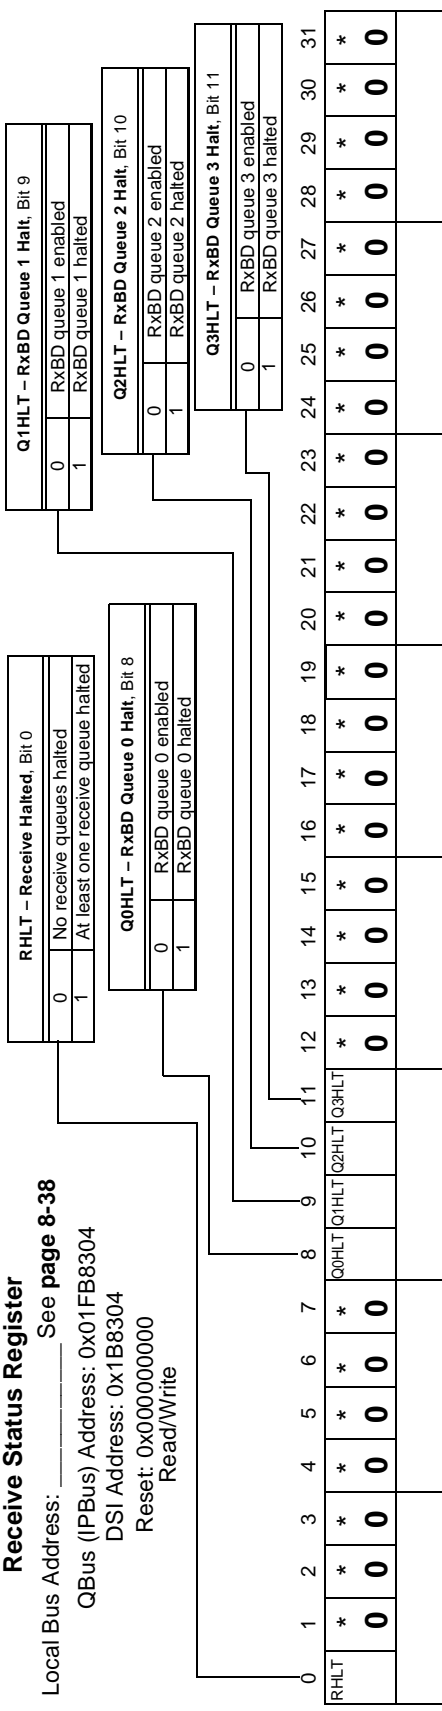 Receive Status Register
Local Bus Address: ___________ See page 8-38
QBus (IPBus) Address: 0x01FB8304
DSI Address: 0x1B8304
Reset: 0x000000000
Read/Write
RHLT – Receive Halted, Bit 0
0 No receive queues halted
1 At least one receive queue halted
Q0HLT – RxBD Queue 0 Halt, Bit 8
0 RxBD queue 0 enabled
1 RxBD queue 0 halted
Q1HLT – RxBD Queue 1 Halt, Bit 9
0 RxBD queue 1 enabled
1 RxBD queue 1 halted
Q2HLT – RxBD Queue 2 Halt, Bit 10
0 RxBD queue 2 enabled
1 RxBD queue 2 halted
Q3HLT – RxBD Queue 3 Halt, Bit 11
0 RxBD queue 3 enabled
1 RxBD queue 3 halted
0 1 2 3 4 5 6 7 8 9 10 11 12 13 14 15 16 17 18 19 20 21 22 23 24 25 26 27 28 29 30 31
RHLT * * * * * * * Q0HLT Q1HLT Q2HLT Q3HLT * * * * * * * * * * * * * * * * * * * *
0 0 0 0 0 0 0 0 0 0 0 0 0 0 0 0 0 0 0 0 0 0 0 0 0 0 0